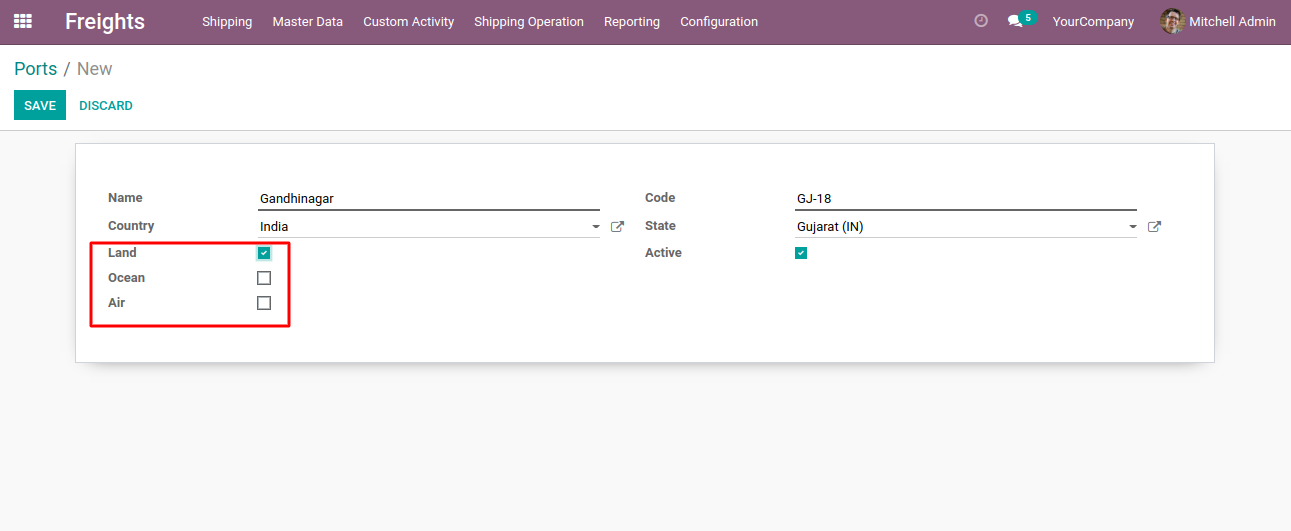 Freights Shipping Master Data Custom Activity Shipping Operation Reporting Configuration 5 YourCompany Mitchell Admin
Ports / New
SAVE DISCARD
Name Gandhinagar Code GJ-18
Country India State Gujarat (IN)
Land Active
Ocean
Air